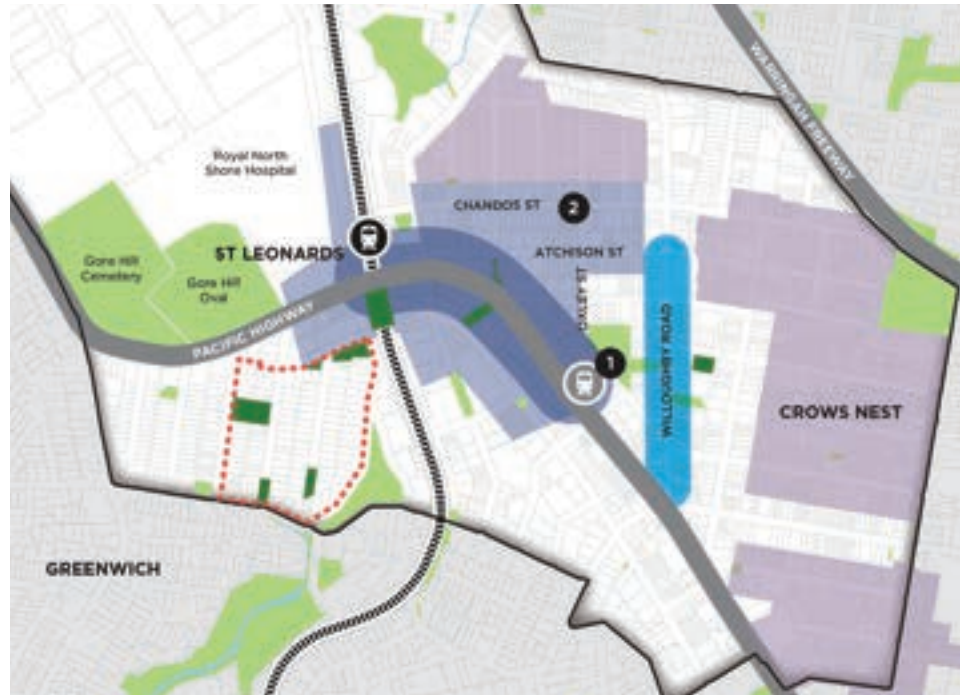 WARRINGAH FREEWAY
Royal North
Shore Hospital
CHANDOS ST
2
ST LEONARDS
ATCHISON ST
Gore Hill
Cemetery
Gore Hill
Oval
OXLEY ST
PACIFIC HIGHWAY
WILLOUGHBY ROAD
1
CROWS NEST
GREENWICH